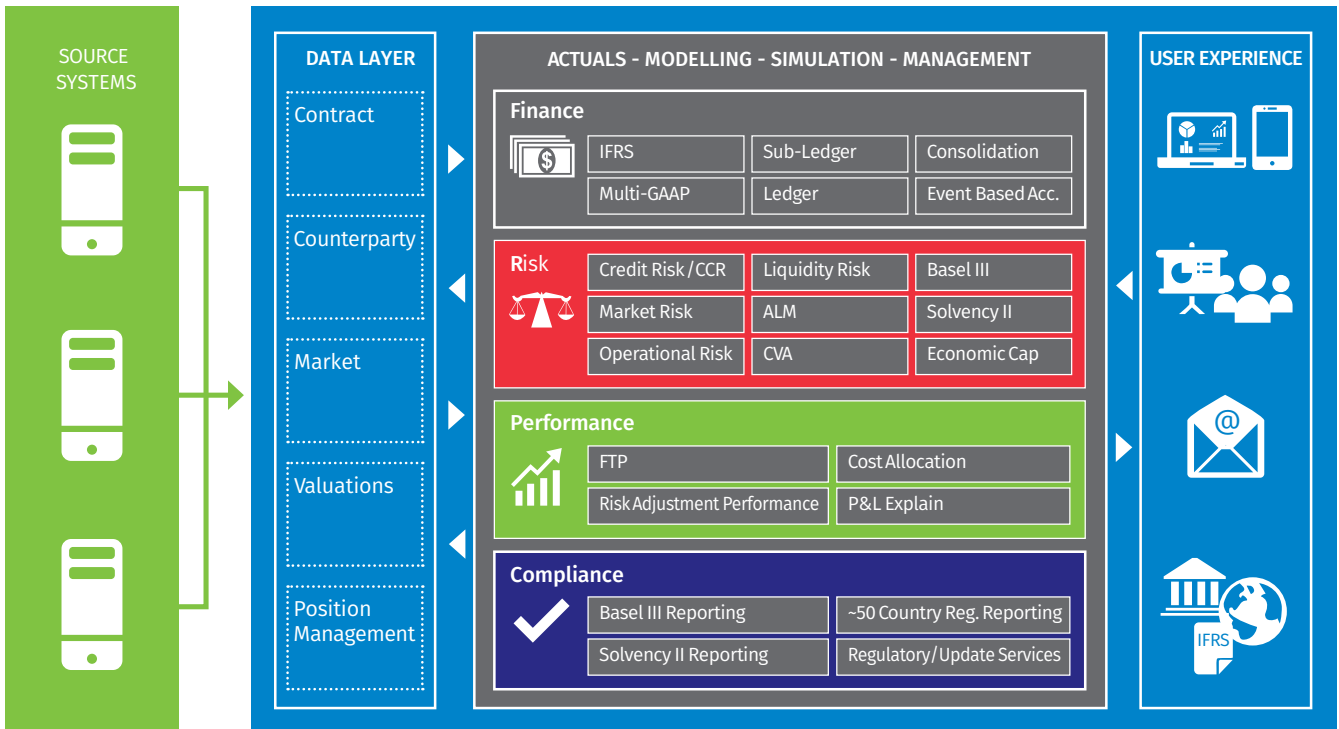 SOURCE
SYSTEMS
DATA LAYER
Contract
Counterparty
Market
Valuations
Position
Management
ACTUALS - MODELLING - SIMULATION - MANAGEMENT
Finance
$
IFRS
Sub-Ledger
Consolidation
Multi-GAAP
Ledger
Event Based Acc.
Risk
Credit Risk/CCR
Liquidity Risk
Basel III
Market Risk
ALM
Solvency II
Operational Risk
CVA
Economic Cap
Performance
FTP
Cost Allocation
Risk Adjustment Performance
P&L Explain
Compliance
Basel III Reporting
~50 Country Reg. Reporting
Solvency II Reporting
Regulatory/Update Services
USER EXPERIENCE
@
IFRS